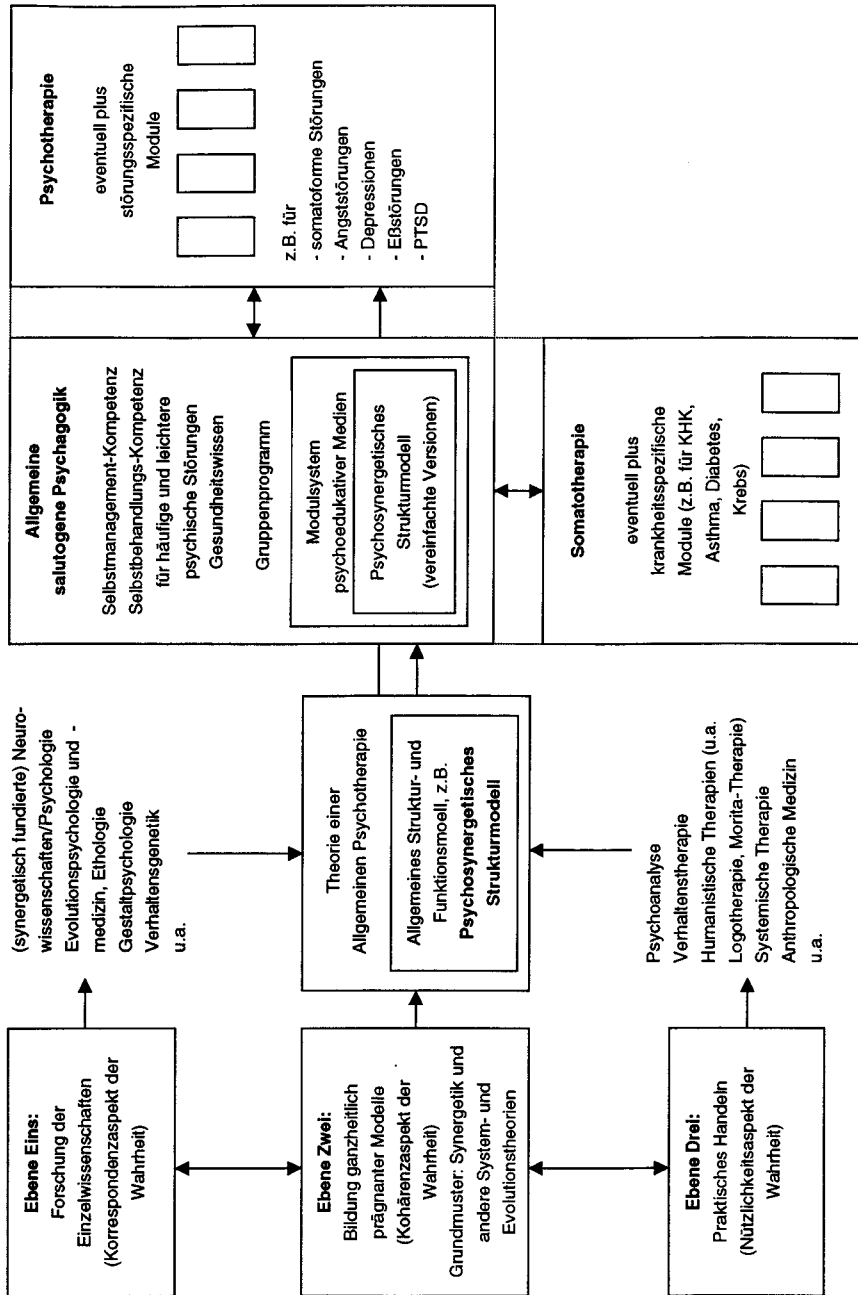 Ebene Eins:
Forschung der
Einzelwissenschaften
(Korrespondenzaspekt der
Wahrheit)
Ebene Zwei:
Bildung ganzheitlich
prägnanter Modelle
(Kohärenzaspekt der
Wahrheit)
Grundmuster: Synergetik und
andere System- und
Evolutionstheorien
Ebene Drei:
Praktisches Handeln
(Nützlichkeitsaspekt der
Wahrheit)
(synergetisch fundierte) Neuro-
wissenschaften/Psychologie
Evolutionspsychologie und -
medizin, Ethologie
Gestaltpsychologie
Verhaltensgenetik
u.a.
Theorie einer
Allgemeinen Psychotherapie
Allgemeines Struktur- und
Funktionsmoell, z.B.
Psychosynergetisches
Strukturmodell
Psychoanalyse
Verhaltenstherapie
Humanistische Therapien (u.a.
Logotherapie, Morita-Therapie)
Systemische Therapie
Anthropologische Medizin
u.a.
Allgemeine
salutogene Psychagogik
Selbstmanagement-Kompetenz
Selbstbehandlungs-Kompetenz
für häufige und leichtere
psychische Störungen
Gesundheitswissen
Gruppenprogramm
Modulsystem
psychoedukativer Medien
Psychosynergetisches
Strukturmodell
(vereinfachte Versionen)
Somatotherapie
eventuell plus
krankheitsspezifische
Module (z.B. für KHK,
Asthma, Diabetes,
Krebs)
Psychotherapie
eventuell plus
störungsspezifische
Module
z.B. für
- somatoforme Störungen
- Angststörungen
- Depressionen
- Eßstörungen
- PTSD